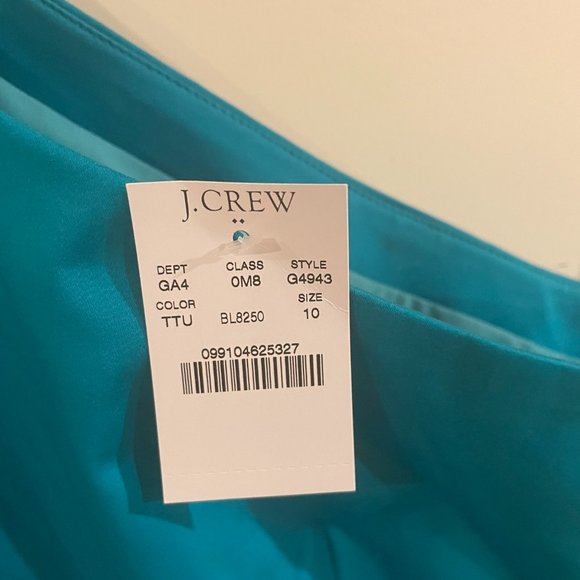 J.CREW
DEPT CLASS STYLE
GA4 0M8 G4943
COLOR SIZE
TTU BL8250 10
099104625327